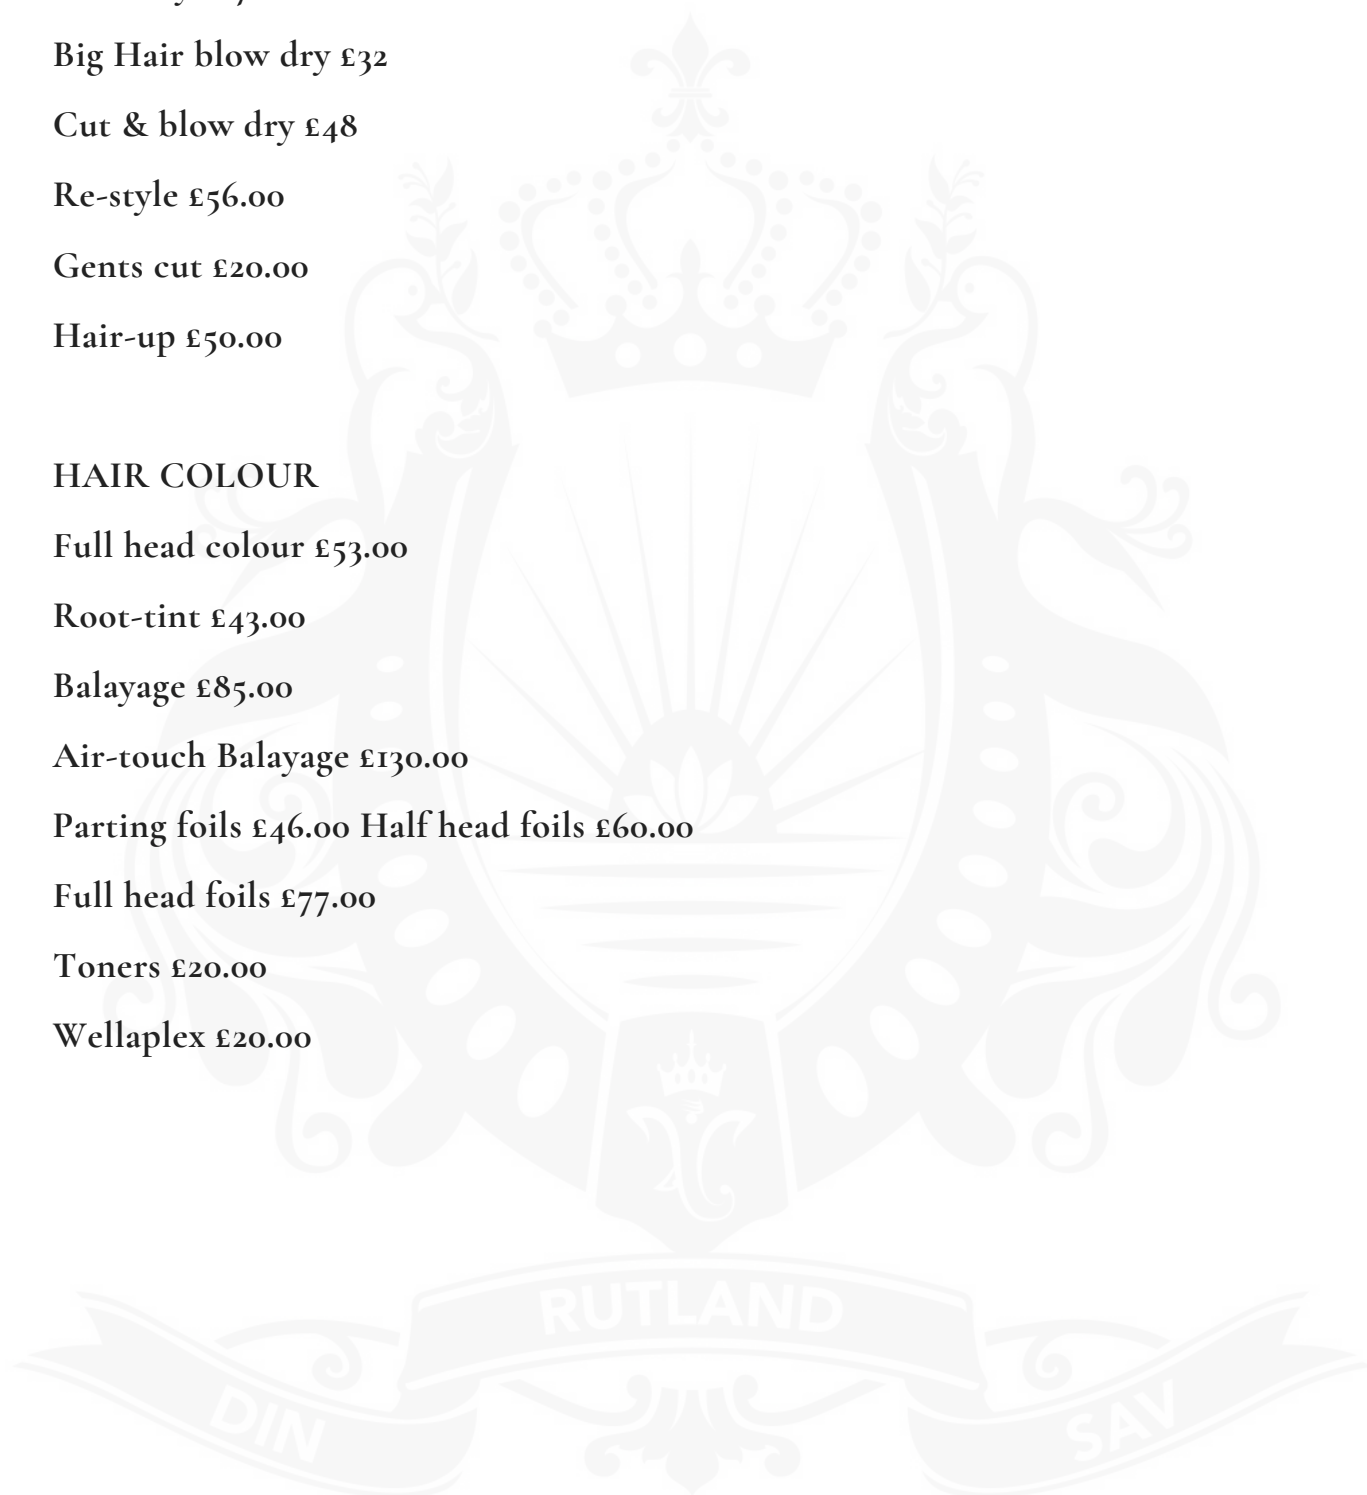 Big Hair blow dry £32
Cut & blow dry £48
Re-style £56.00
Gents cut £20.00
Hair-up £50.00
HAIR COLOUR
Full head colour £53.00
Root-tint £43.00
Balayage £85.00
Air-touch Balayage £130.00
Parting foils £46.00 Half head foils £60.00
Full head foils £77.00
Toners £20.00
Wellaplex £20.00
RUTLAND
DIN
SAV